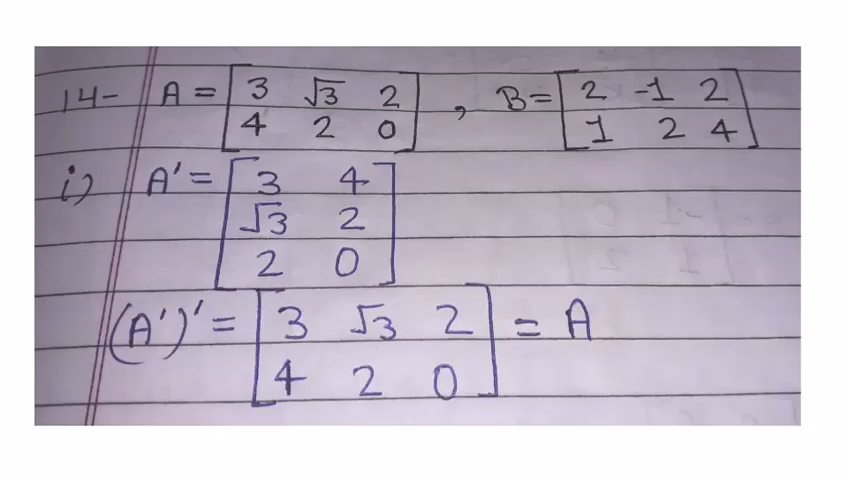 14- A = [ 3 √3 2 ] , B = [ 2 -1 2 ]
[ 4 2 0 ] [ 1 2 4 ]
i) A' = [ 3 4 ]
[ √3 2 ]
[ 2 0 ]
(A')' = [ 3 √3 2 ] = A
[ 4 2 0 ]